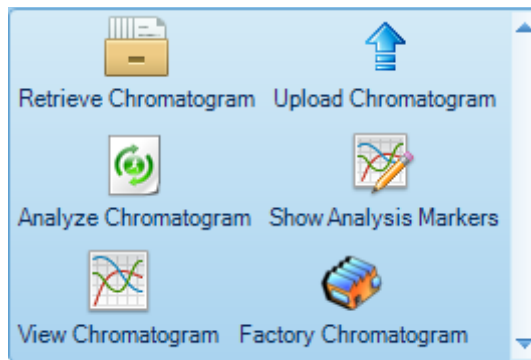 Retrieve Chromatogram Upload Chromatogram
Analyze Chromatogram Show Analysis Markers
View Chromatogram Factory Chromatogram